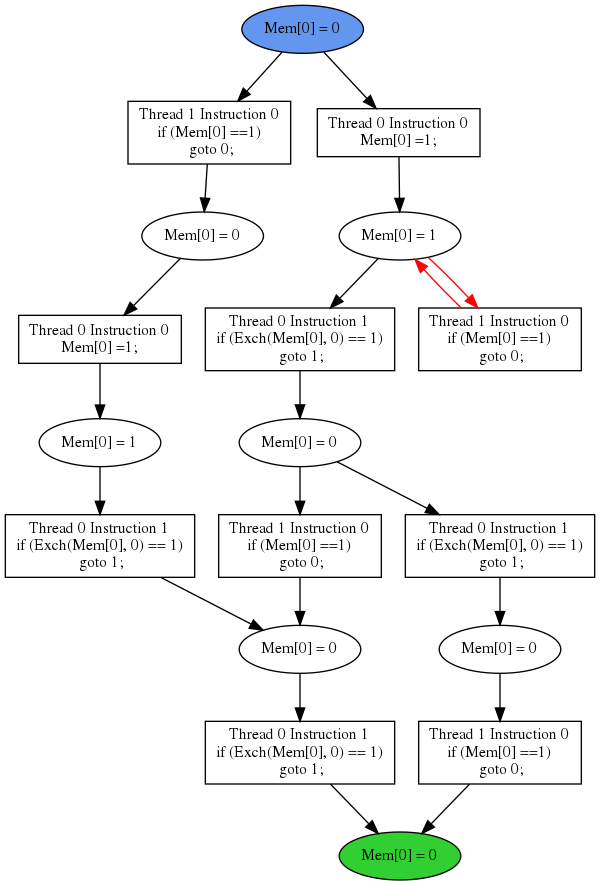 Mem[0] = 0
Thread 1 Instruction 0
if (Mem[0] ==1)
goto 0;
Thread 0 Instruction 0
Mem[0] =1;
Mem[0] = 0
Mem[0] = 1
Thread 0 Instruction 0
Mem[0] =1;
Thread 0 Instruction 1
if (Exch(Mem[0], 0) == 1)
goto 1;
Thread 1 Instruction 0
if (Mem[0] ==1)
goto 0;
Mem[0] = 1
Mem[0] = 0
Thread 0 Instruction 1
if (Exch(Mem[0], 0) == 1)
goto 1;
Thread 1 Instruction 0
if (Mem[0] ==1)
goto 0;
Thread 0 Instruction 1
if (Exch(Mem[0], 0) == 1)
goto 1;
Mem[0] = 0
Mem[0] = 0
Thread 0 Instruction 1
if (Exch(Mem[0], 0) == 1)
goto 1;
Thread 1 Instruction 0
if (Mem[0] ==1)
goto 0;
Mem[0] = 0